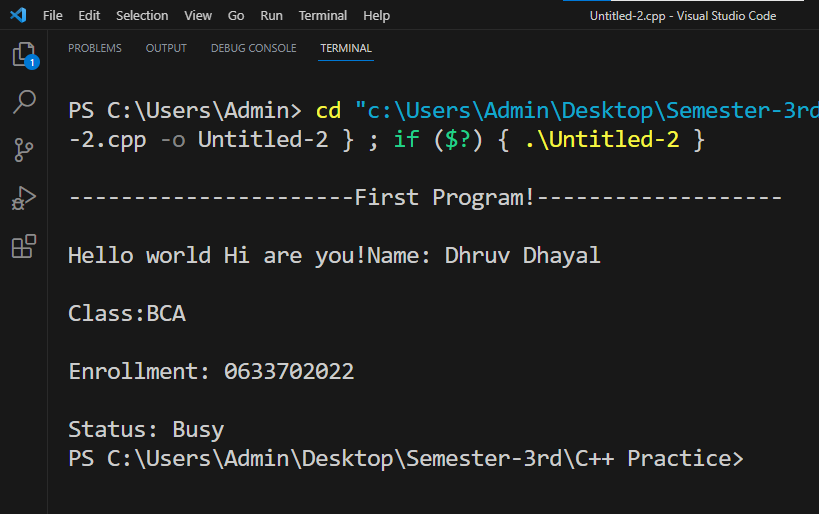 File Edit Selection View Go Run Terminal Help Untitled-2.cpp - Visual Studio Code
PROBLEMS OUTPUT DEBUG CONSOLE TERMINAL
1
PS C:\Users\Admin> cd "c:\Users\Admin\Desktop\Semester-3rd
-2.cpp -o Untitled-2 } ; if ($?) { .\Untitled-2 }
----------------------First Program!-------------------
Hello world Hi are you!Name: Dhruv Dhayal
Class:BCA
Enrollment: 0633702022
Status: Busy
PS C:\Users\Admin\Desktop\Semester-3rd\C++ Practice>